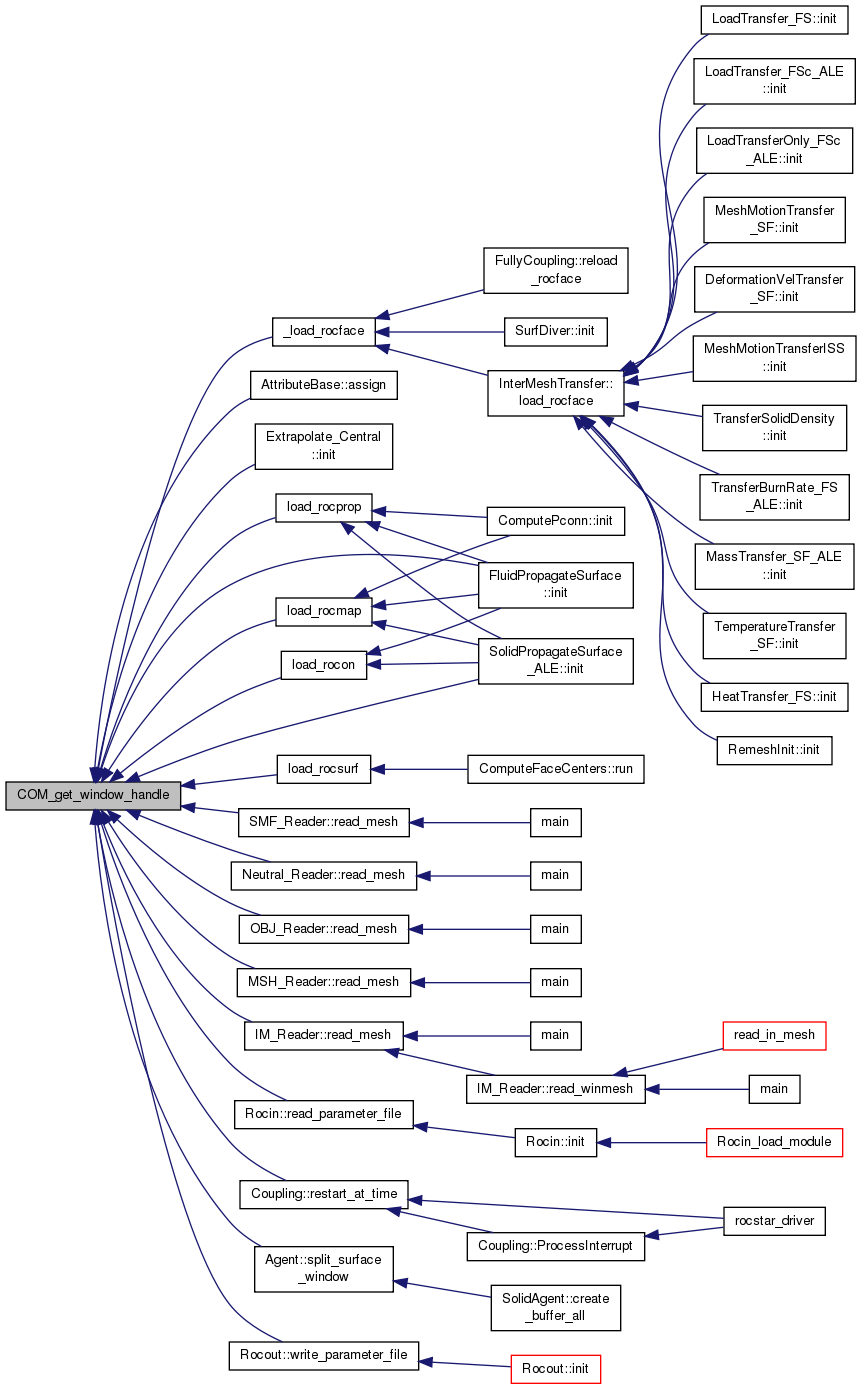 LoadTransfer_FS::init
LoadTransfer_FSc_ALE
::init
LoadTransferOnly_FSc
_ALE::init
MeshMotionTransfer
_SF::init
FullyCoupling::reload
_rocface
DeformationVelTransfer
_SF::init
_load_rocface
SurfDiver::init
MeshMotionTransferISS
::init
AttributeBase::assign
InterMeshTransfer::
load_rocface
TransferSolidDensity
::init
Extrapolate_Central
::init
TransferBurnRate_FS
_ALE::init
load_rocprop
ComputePconn::init
MassTransfer_SF_ALE
::init
FluidPropagateSurface
::init
load_rocmap
TemperatureTransfer
_SF::init
load_rocon
SolidPropagateSurface
_ALE::init
HeatTransfer_FS::init
RemeshInit::init
load_rocsurf
ComputeFaceCenters::run
COM_get_window_handle
SMF_Reader::read_mesh
main
Neutral_Reader::read_mesh
main
OBJ_Reader::read_mesh
main
MSH_Reader::read_mesh
main
IM_Reader::read_mesh
main
read_in_mesh
IM_Reader::read_winmesh
main
Rocin::read_parameter_file
Rocin::init
Rocin_load_module
Coupling::restart_at_time
rocstar_driver
Coupling::ProcessInterrupt
Agent::split_surface
_window
SolidAgent::create
_buffer_all
Rocout::write_parameter_file
Rocout::init